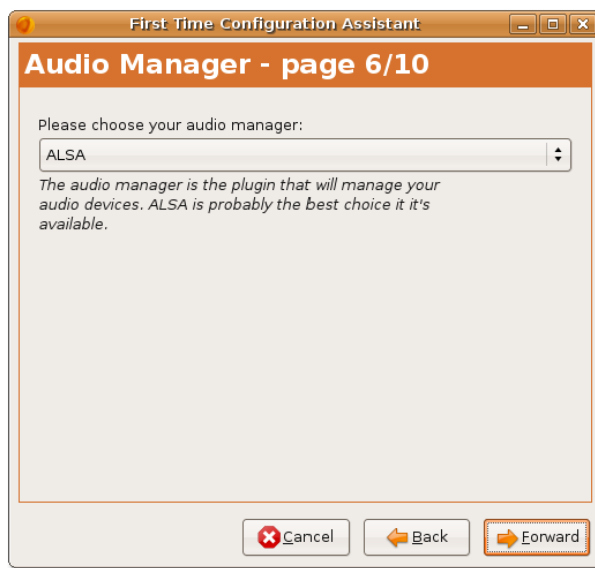 First Time Configuration Assistant
Audio Manager - page 6/10
Please choose your audio manager:
ALSA
The audio manager is the plugin that will manage your
audio devices. ALSA is probably the best choice it it's
available.
Cancel
Back
Forward